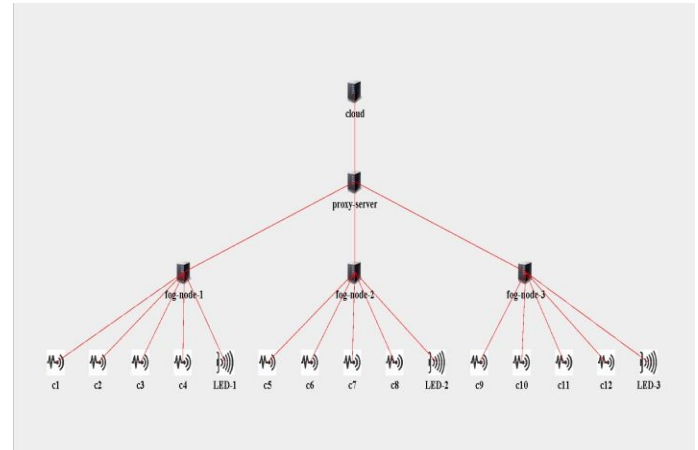 cloud
proxy-server
fog-node-1 fog-node-2 fog-node-3
c1 c2 c3 c4 LED-1 c5 c6 c7 c8 LED-2 c9 c10 c11 c12 LED-3